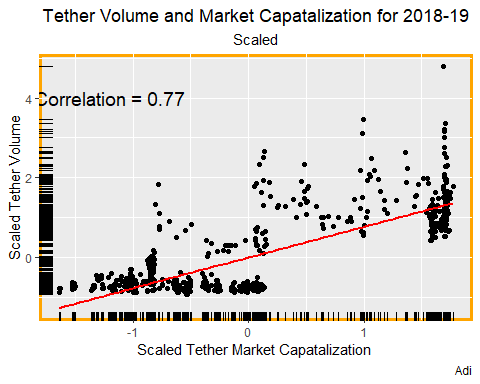 Tether Volume and Market Capatalization for 2018-19
Scaled
Correlation = 0.77
Scaled Tether Volume
4
2
0
-1
0
1
Scaled Tether Market Capatalization
Adi